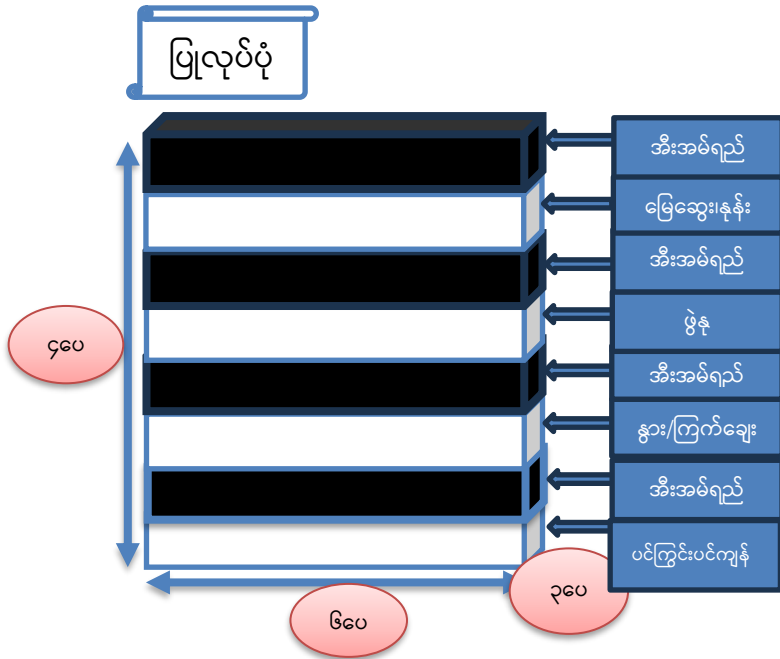 ပြုလုပ်ပုံ
အီးအမ်ရည်
မြေဆွေး၊နုန်း
အီးအမ်ရည်
ဖွဲနု
အီးအမ်ရည်
နွား/ကြက်ချေး
အီးအမ်ရည်
ပင်ကြွင်းပင်ကျန်
၄ပေ
၆ပေ
၃ပေ